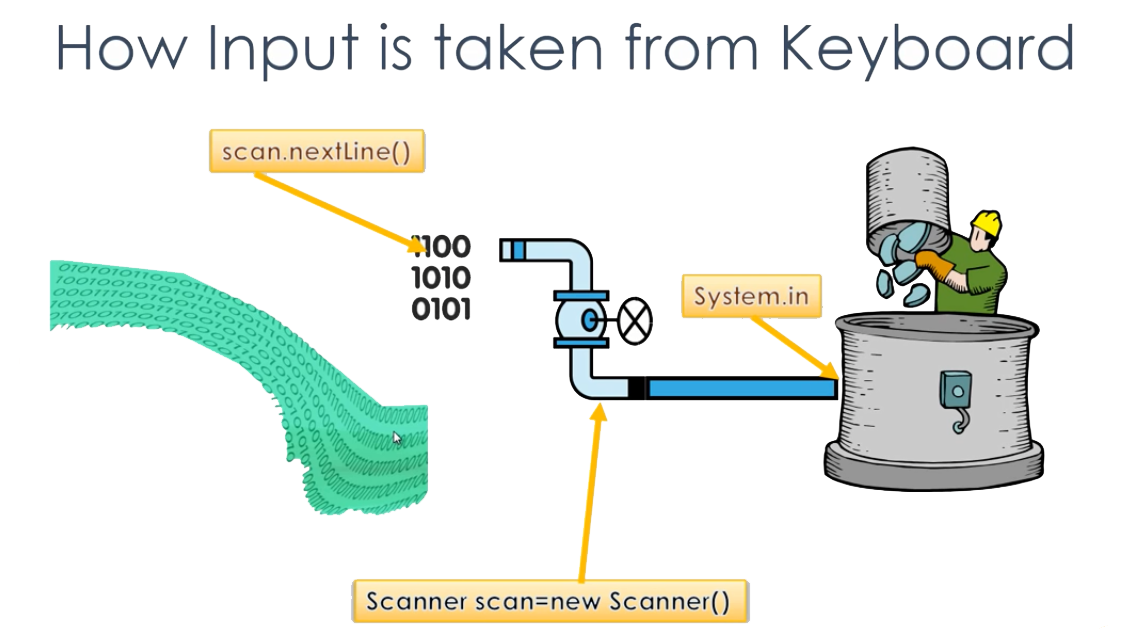 How Input is taken from Keyboard
scan.nextLine()
1100
1010
0101
System.in
Scanner scan=new Scanner()